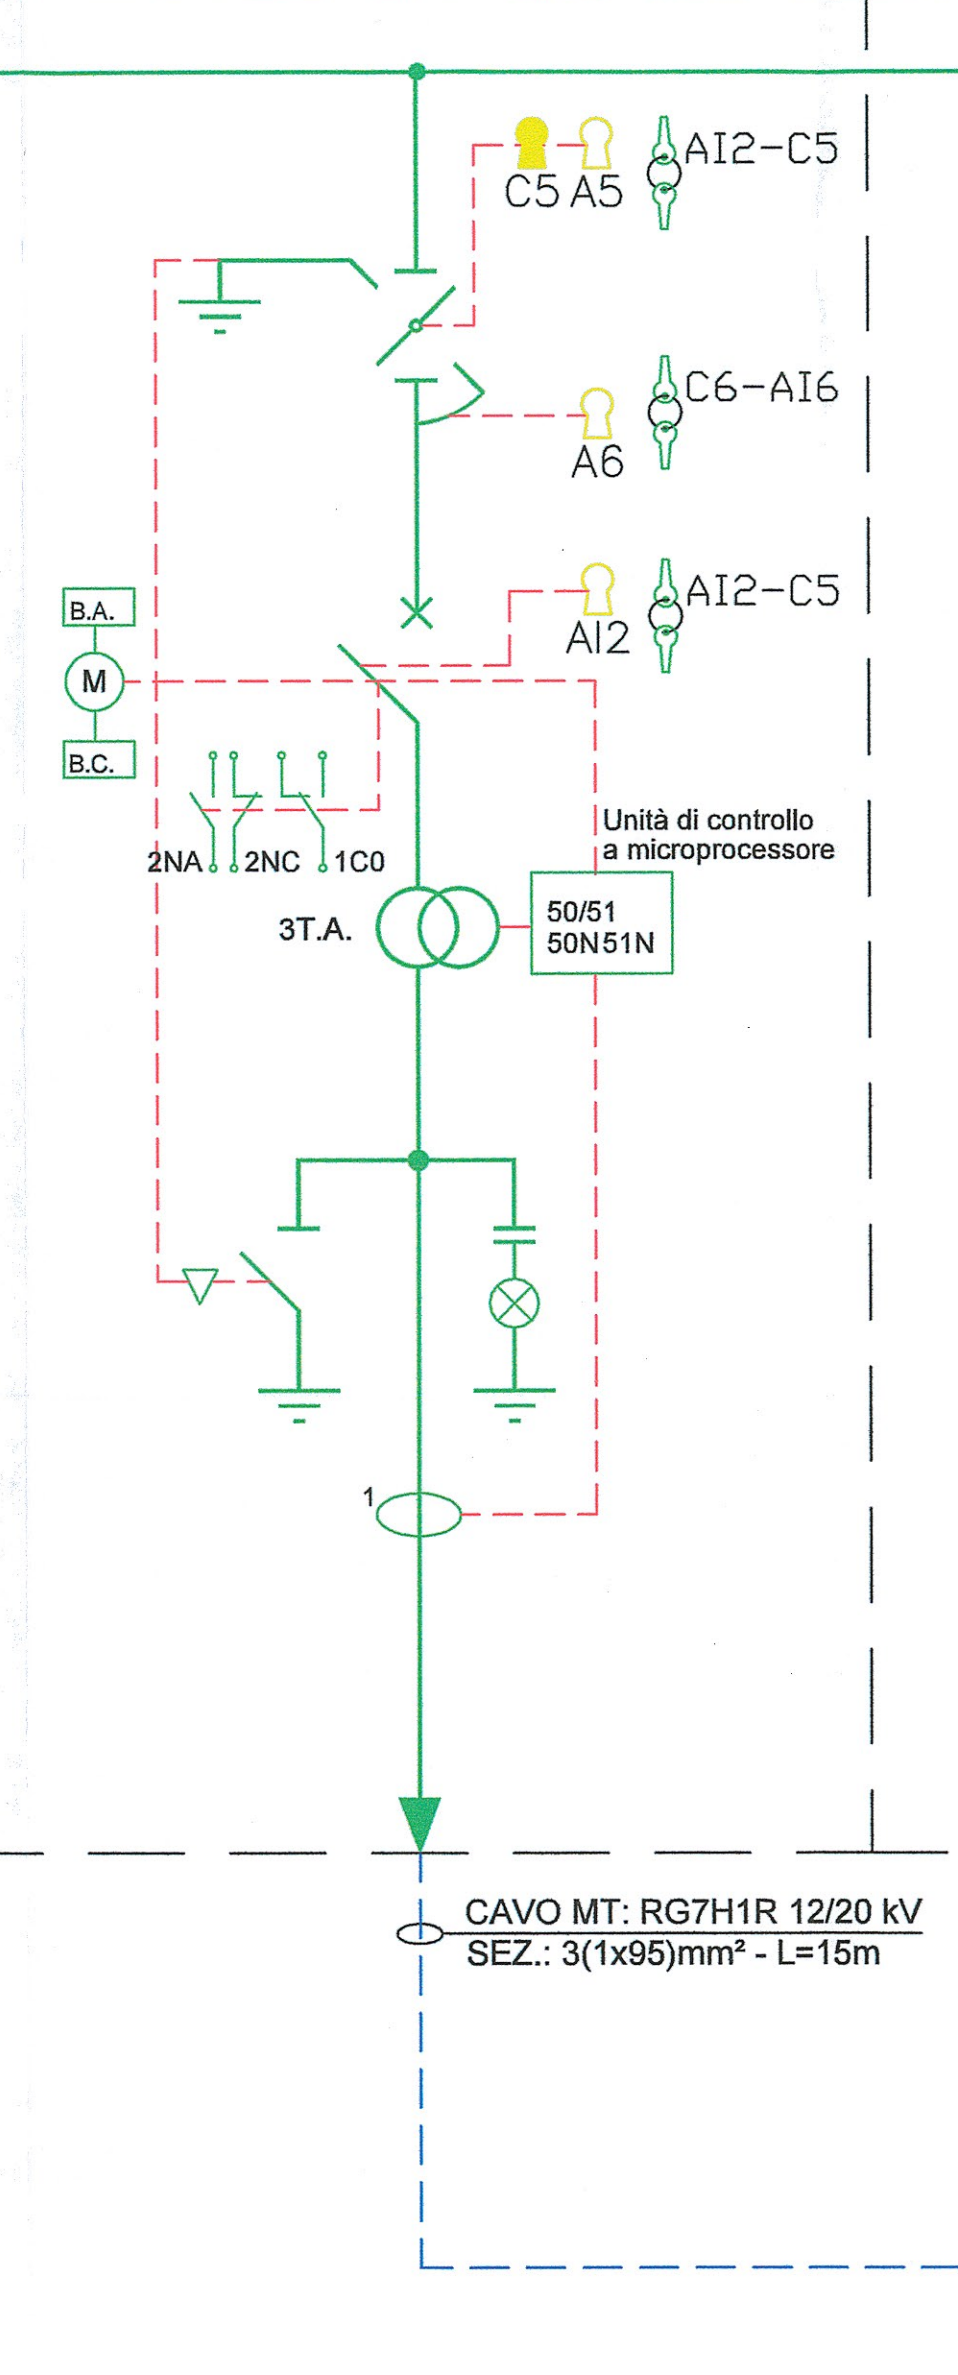 AI2-C5
C5 A5
C6-AI6
A6
AI2-C5
AI2
B.A.
M
B.C.
2NA 2NC 1C0
Unità di controllo
a microprocessore
50/51
50N51N
3T.A.
1
CAVO MT: RG7H1R 12/20 kV
SEZ.: 3(1x95)mm² - L=15m